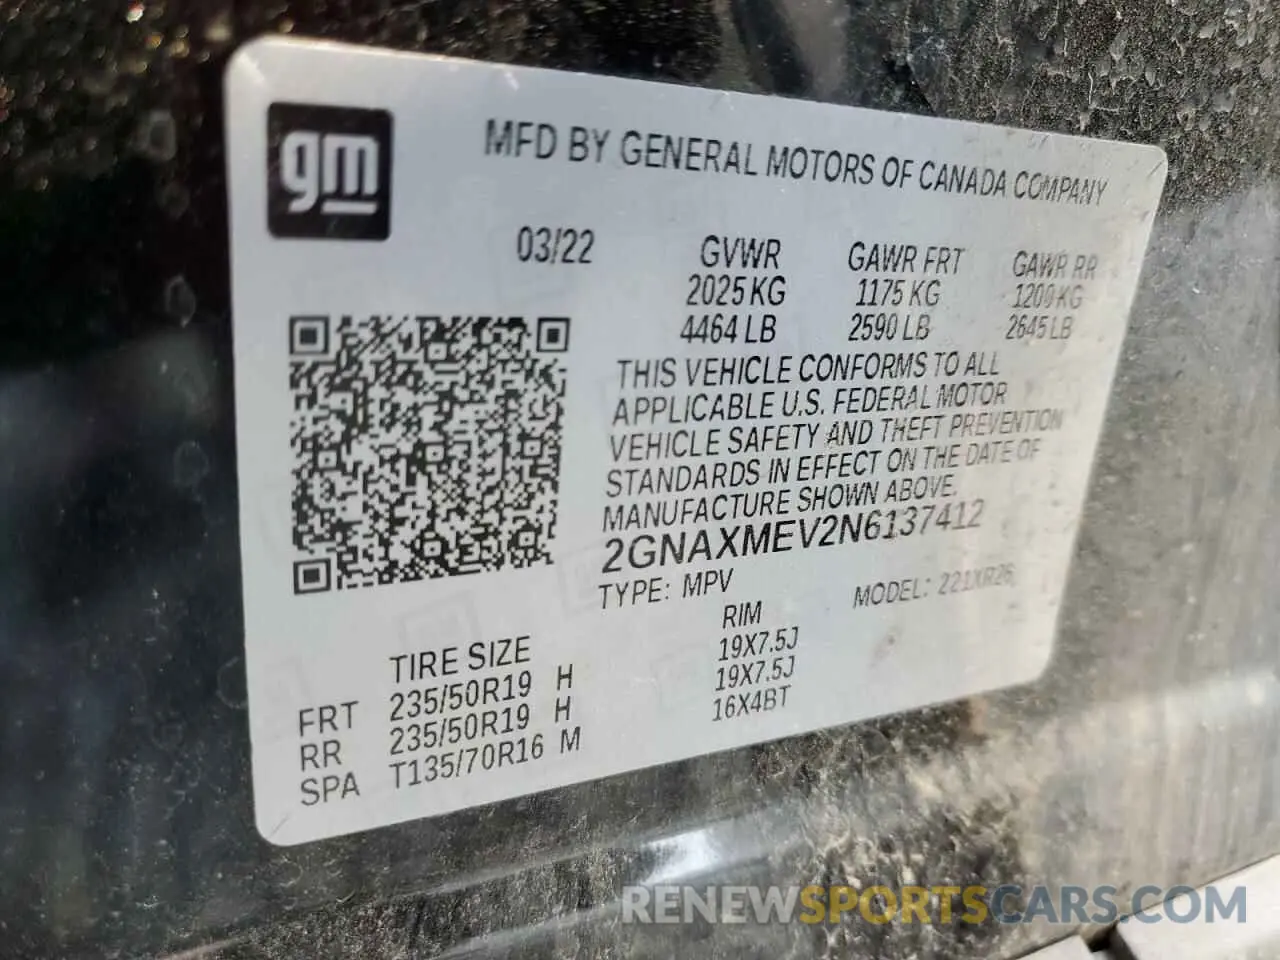 gm
MFD BY GENERAL MOTORS OF CANADA COMPANY
03/22 GVWR GAWR FRT GAWR RR
2025 KG 1175 KG 1200 KG
4464 LB 2590 LB 2645 LB
THIS VEHICLE CONFORMS TO ALL
APPLICABLE U.S. FEDERAL MOTOR
VEHICLE SAFETY AND THEFT PREVENTION
STANDARDS IN EFFECT ON THE DATE OF
MANUFACTURE SHOWN ABOVE.
2GNAXMEV2N6137412
TYPE: MPV MODEL: 221XR26
TIRE SIZE RIM
FRT 235/50R19 H 19X7.5J
RR 235/50R19 H 19X7.5J
SPA T135/70R16 M 16X4BT
RENEWSPORTSCARS.COM